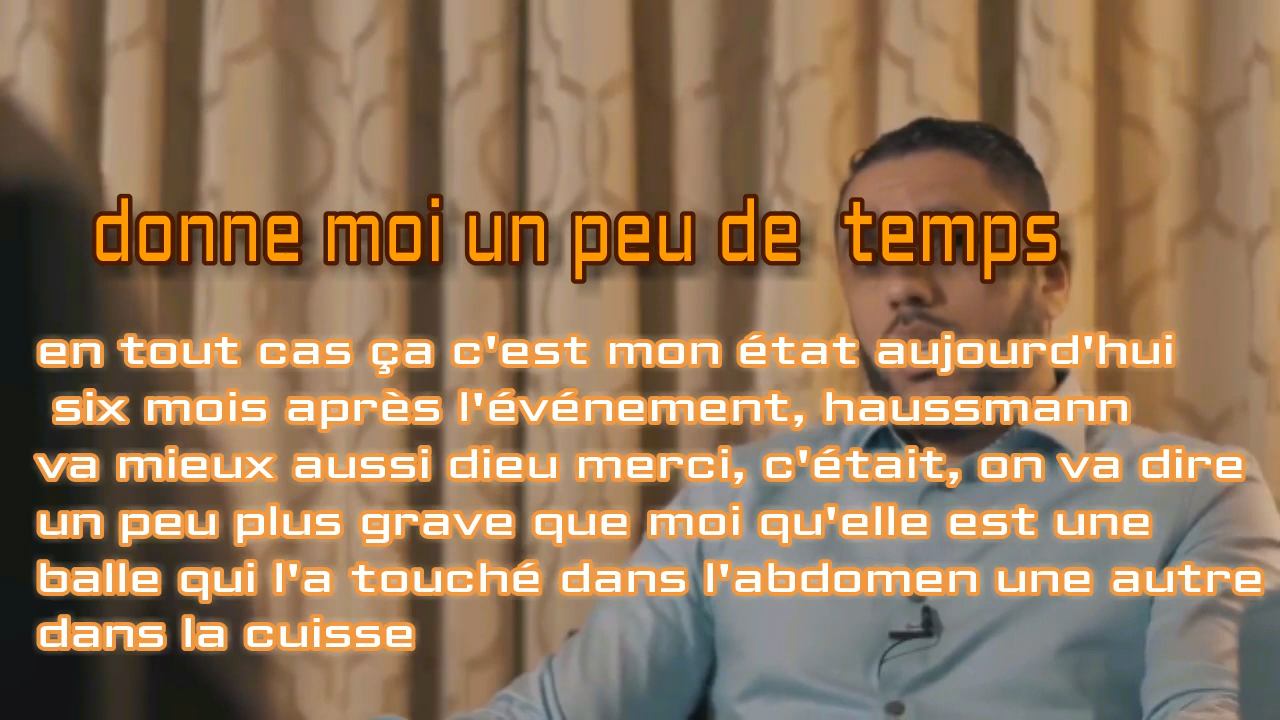 donne moi un peu de temps
en tout cas ça c'est mon état aujourd'hui
six mois après l'événement, haussmann
va mieux aussi dieu merci, c'était, on va dire
un peu plus grave que moi qu'elle est une
balle qui l'a touché dans l'abdomen une autre
dans la cuisse